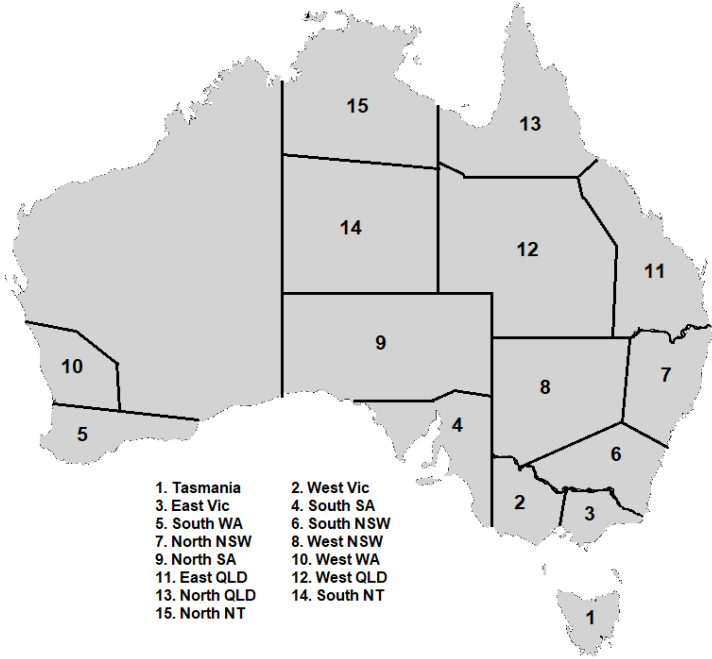 15
13
14
12
11
9
10
8
7
4
5
6
2
3
1. Tasmania 2. West Vic
3. East Vic 4. South SA
5. South WA 6. South NSW
7. North NSW 8. West NSW
9. North SA 10. West WA
11. East QLD 12. West QLD
13. North QLD 14. South NT
15. North NT
1